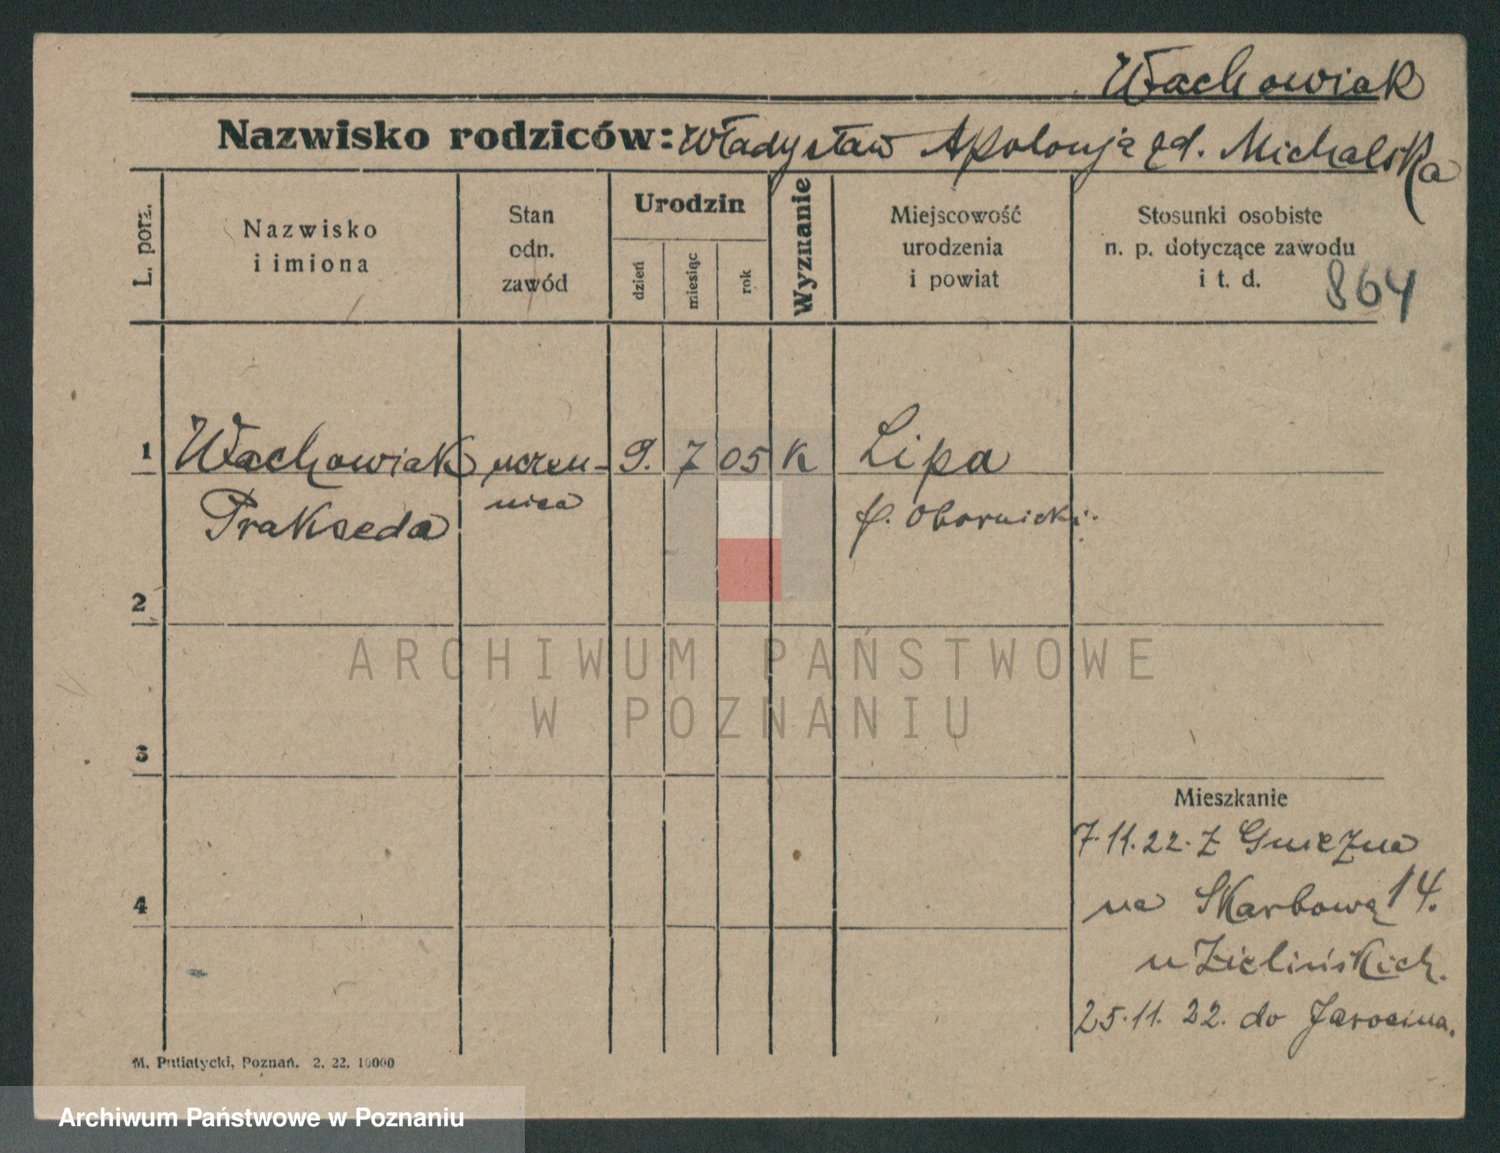 Wachowiak
Nazwisko rodziców: Władysław Apolonja zd. Michalska
L. porz.
Nazwisko
i imiona
Stan
edn.
zawód
Urodzin
dzień
miesiąc
rok
Wyznanie
Miejscowość
urodzenia
i powiat
Stosunki osobiste
n. p. dotyczące zawodu
i t. d.
864
1 Wachowiak uczen- 9. 7 05 K Lipa
Prakseda nica p. Obornicki.
2
ARCHIWUM PAŃSTWOWE
W POZNANIU
3
Mieszkanie
7.11.22. z Gniezna
4 na Skarbową 14.
u Zielińskich.
25.11.22. do Jarocina.
M. Putiatycki, Poznań. 2. 22. 10000
Archiwum Państwowe w Poznaniu